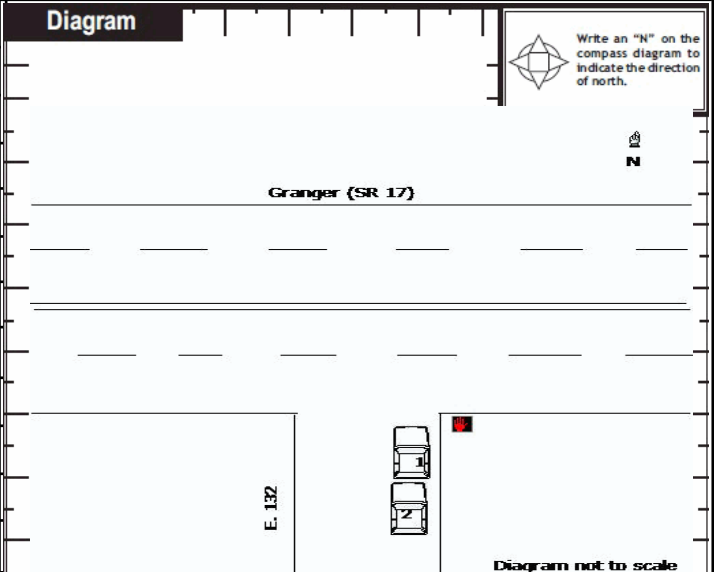 Diagram
Write an “N” on the
compass diagram to
indicate the direction
of north.
N
Granger (SR 17)
1
2
E. 132
Diagram not to scale